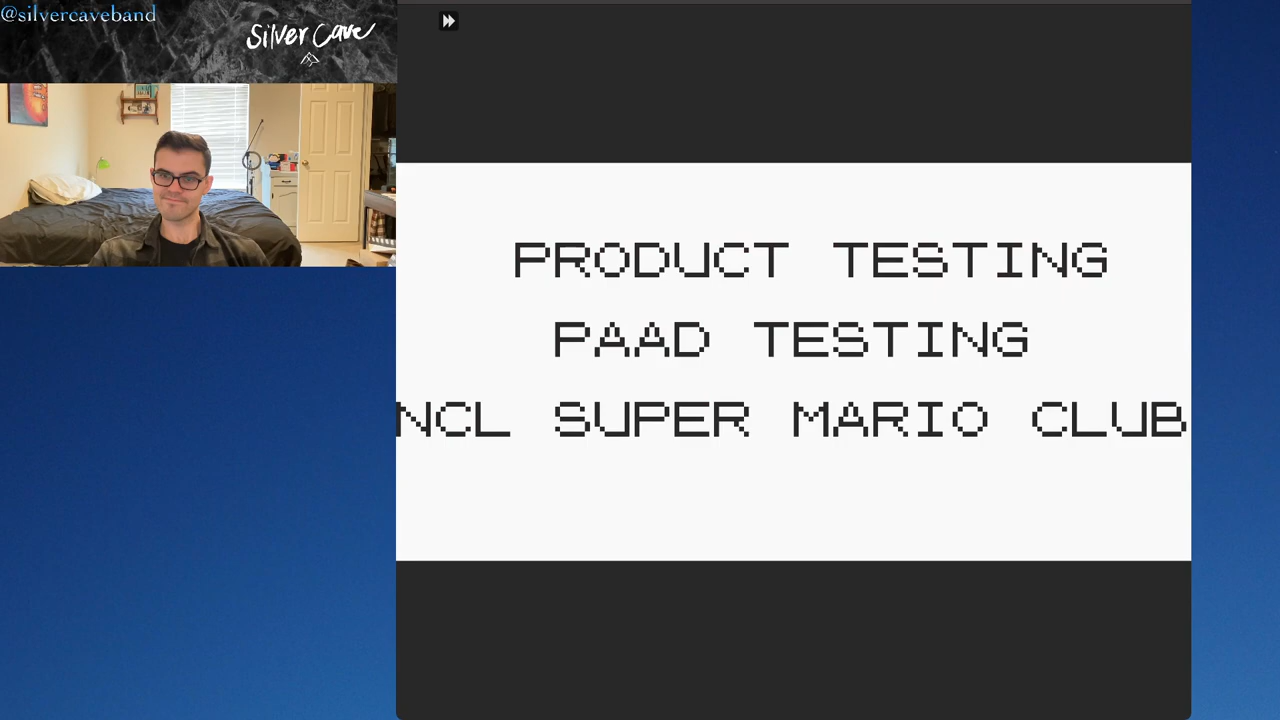 @silvercaveband
Silver Cave
PRODUCT TESTING
PAAD TESTING
NCL SUPER MARIO CLUB